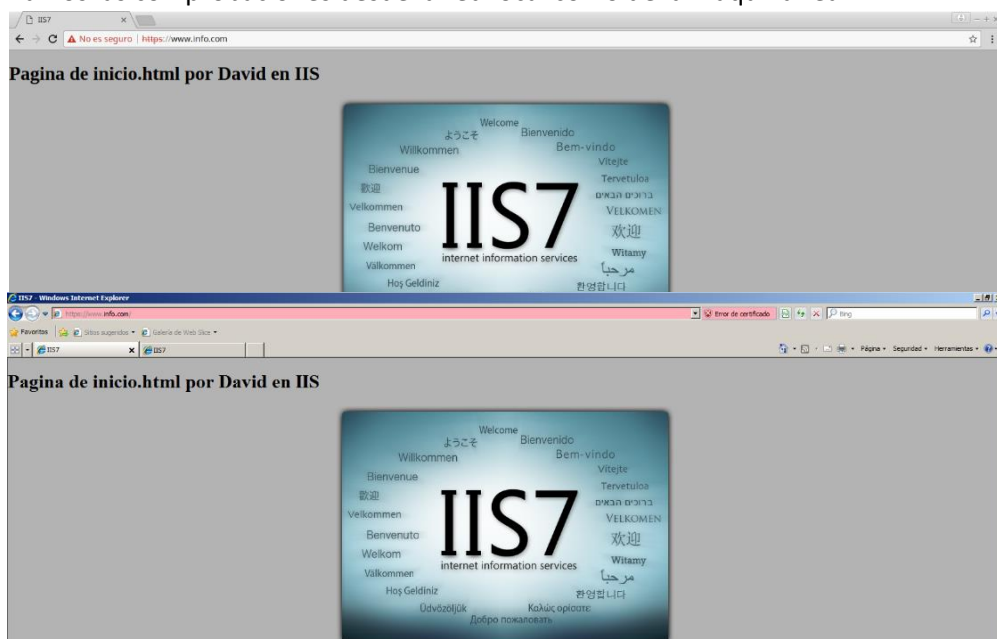 IIS7
No es seguro | https://www.info.com
Pagina de inicio.html por David en IIS
Welcome
ようこそ
Bienvenido
Willkommen
Bem-vindo
Bienvenue
Vítejte
Tervetuloa
歡迎
ברוכים הבאים
Velkommen
VELKOMEN
Benvenuto
欢迎
IIS7
Welkom
Witamy
internet information services
Välkommen
مرحباً
Hoş Geldiniz
환영합니다
IIS7 - Windows Internet Explorer
https://www.info.com/
Error de certificado
Bing
Favoritos
Sitios sugeridos
Galería de Web Slice
IIS7
IIS7
Página
Seguridad
Herramientas
Pagina de inicio.html por David en IIS
Welcome
ようこそ
Bienvenido
Willkommen
Bem-vindo
Bienvenue
Vítejte
Tervetuloa
歡迎
ברוכים הבאים
Velkommen
VELKOMEN
Benvenuto
欢迎
IIS7
Welkom
Witamy
internet information services
Välkommen
مرحباً
Hoş Geldiniz
환영합니다
Üdvözöljük
Καλώς ορίσατε
Добро пожаловать